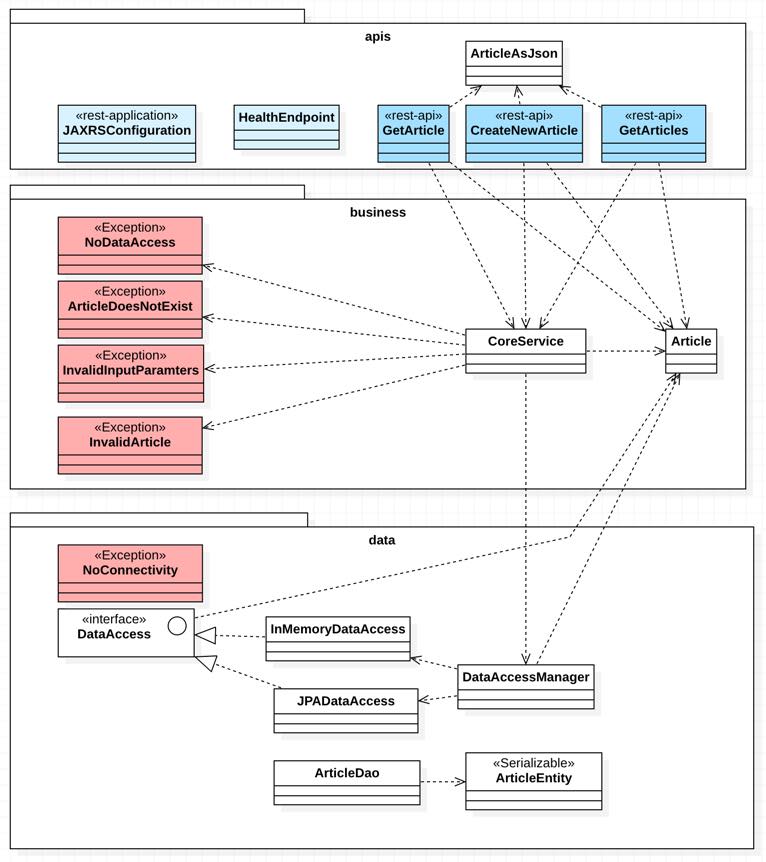 apis
ArticleAsJson
«rest-application»
JAXRSConfiguration
HealthEndpoint
«rest-api»
GetArticle
«rest-api»
CreateNewArticle
«rest-api»
GetArticles
business
«Exception»
NoDataAccess
«Exception»
ArticleDoesNotExist
«Exception»
InvalidInputParamters
«Exception»
InvalidArticle
CoreService
Article
data
«Exception»
NoConnectivity
«interface»
DataAccess
InMemoryDataAccess
DataAccessManager
JPADataAccess
ArticleDao
«Serializable»
ArticleEntity